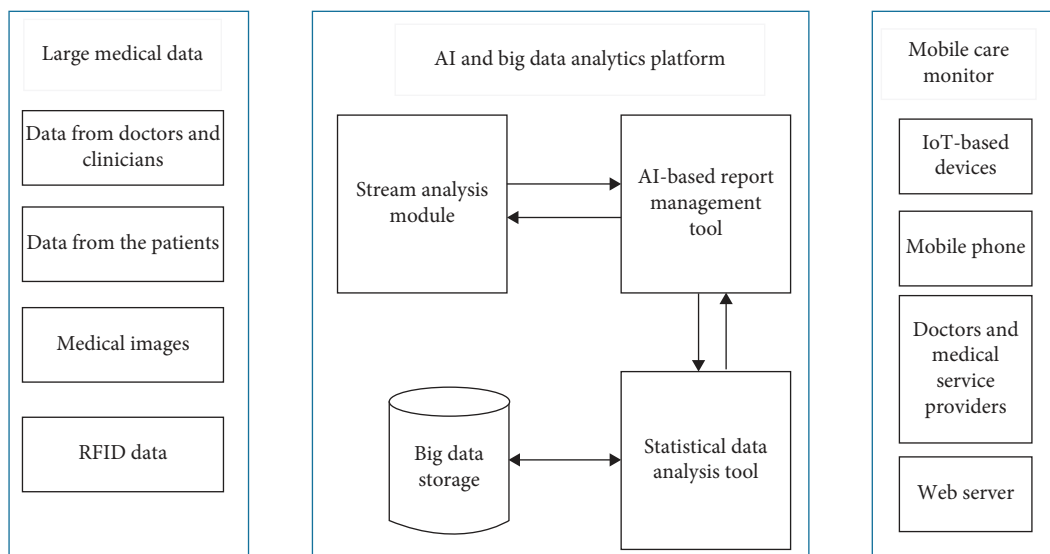 Large medical data
Data from doctors and
clinicians
Data from the patients
Medical images
RFID data
AI and big data analytics platform
Stream analysis
module
AI-based report
management
tool
Big data
storage
Statistical data
analysis tool
Mobile care
monitor
IoT-based
devices
Mobile phone
Doctors and
medical
service
providers
Web server